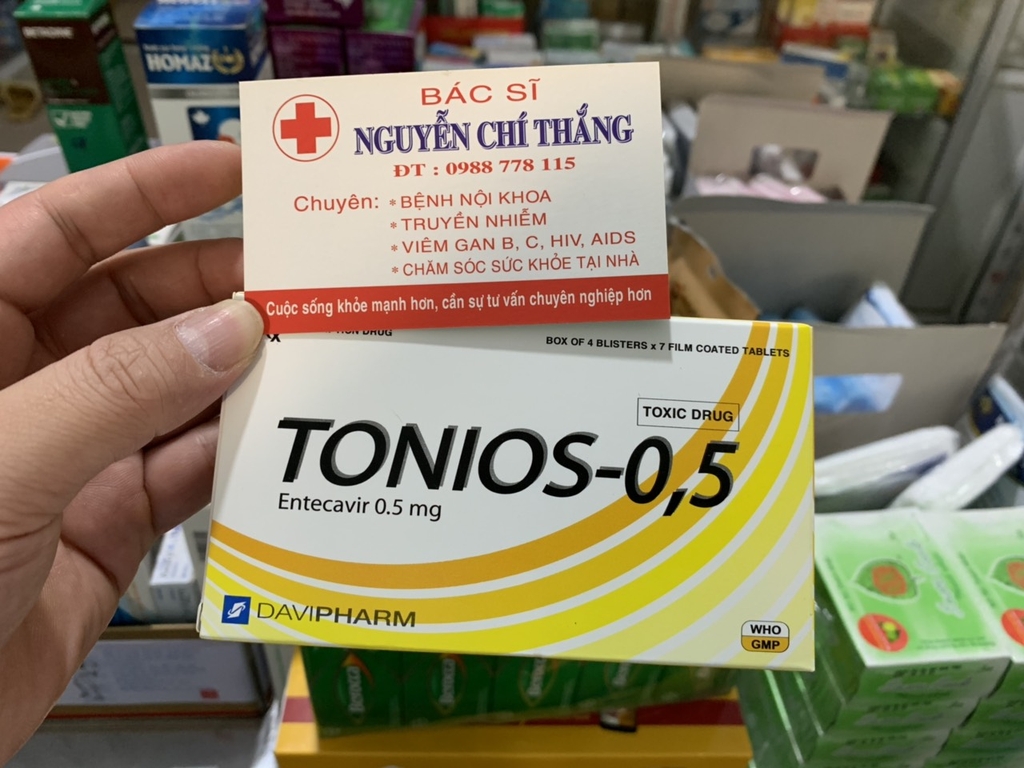 HOMAZ
BÁC SĨ
NGUYỄN CHÍ THẮNG
ĐT : 0988 778 115
Chuyên: * BỆNH NỘI KHOA
* TRUYỀN NHIỄM
* VIÊM GAN B, C, HIV, AIDS
* CHĂM SÓC SỨC KHỎE TẠI NHÀ
Cuộc sống khỏe mạnh hơn, cần sự tư vấn chuyên nghiệp hơn
DRUG
BOX OF 4 BLISTERS x 7 FILM COATED TABLETS
TOXIC DRUG
TONIOS-0,5
Entecavir 0.5 mg
DAVIPHARM
WHO
GMP